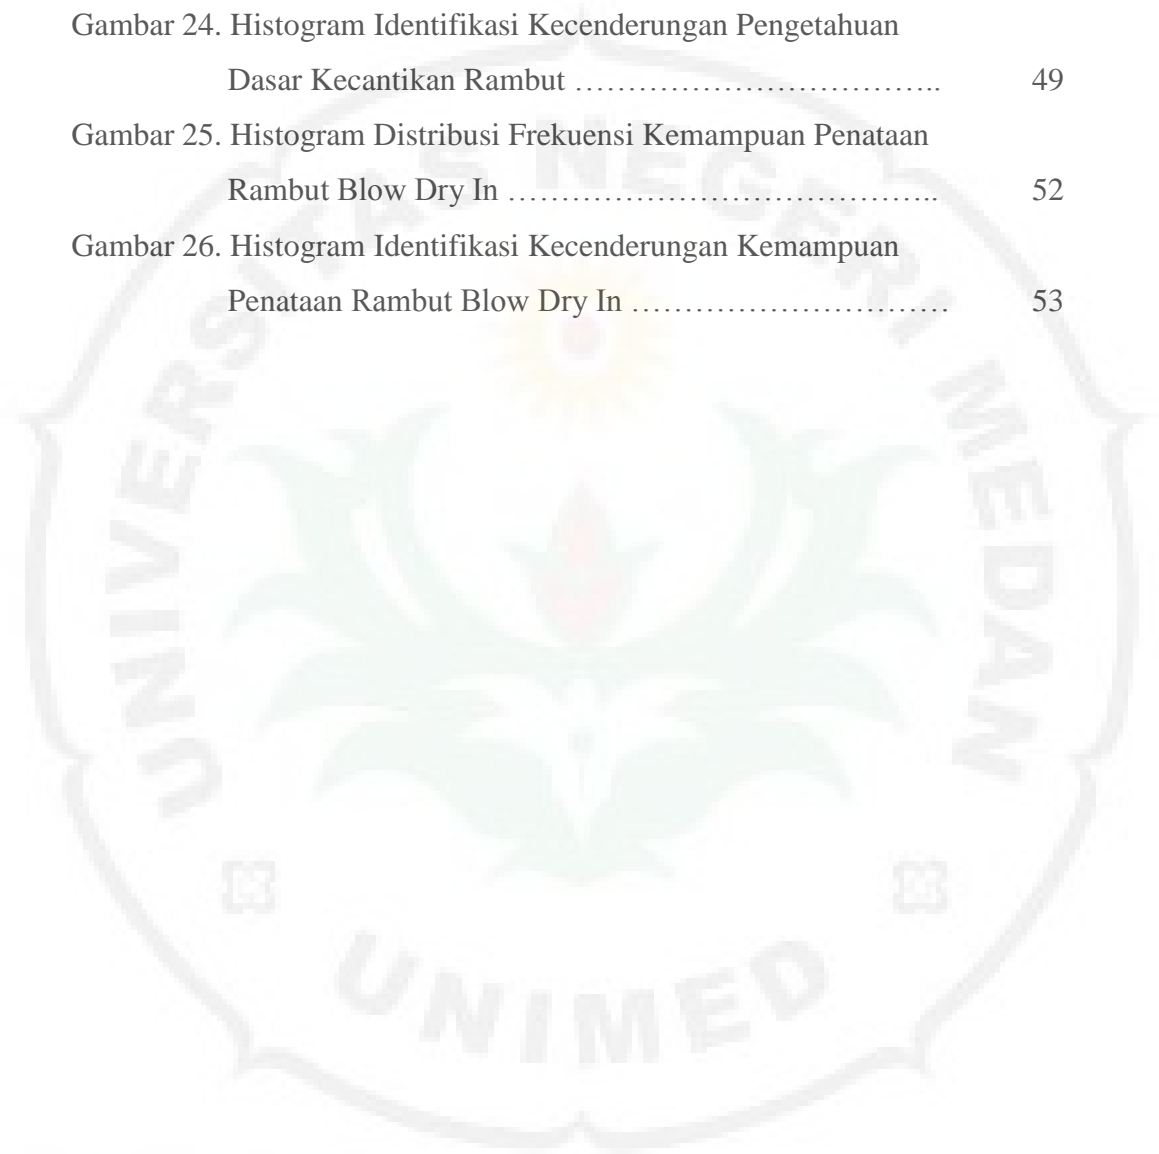 Gambar 24. Histogram Identifikasi Kecenderungan Pengetahuan
Dasar Kecantikan Rambut …………………………….. 49
Gambar 25. Histogram Distribusi Frekuensi Kemampuan Penataan
Rambut Blow Dry In ………………………………….. 52
Gambar 26. Histogram Identifikasi Kecenderungan Kemampuan
Penataan Rambut Blow Dry In ………………………… 53
UNIVERSITAS NEGERI MEDAN
UNIMED